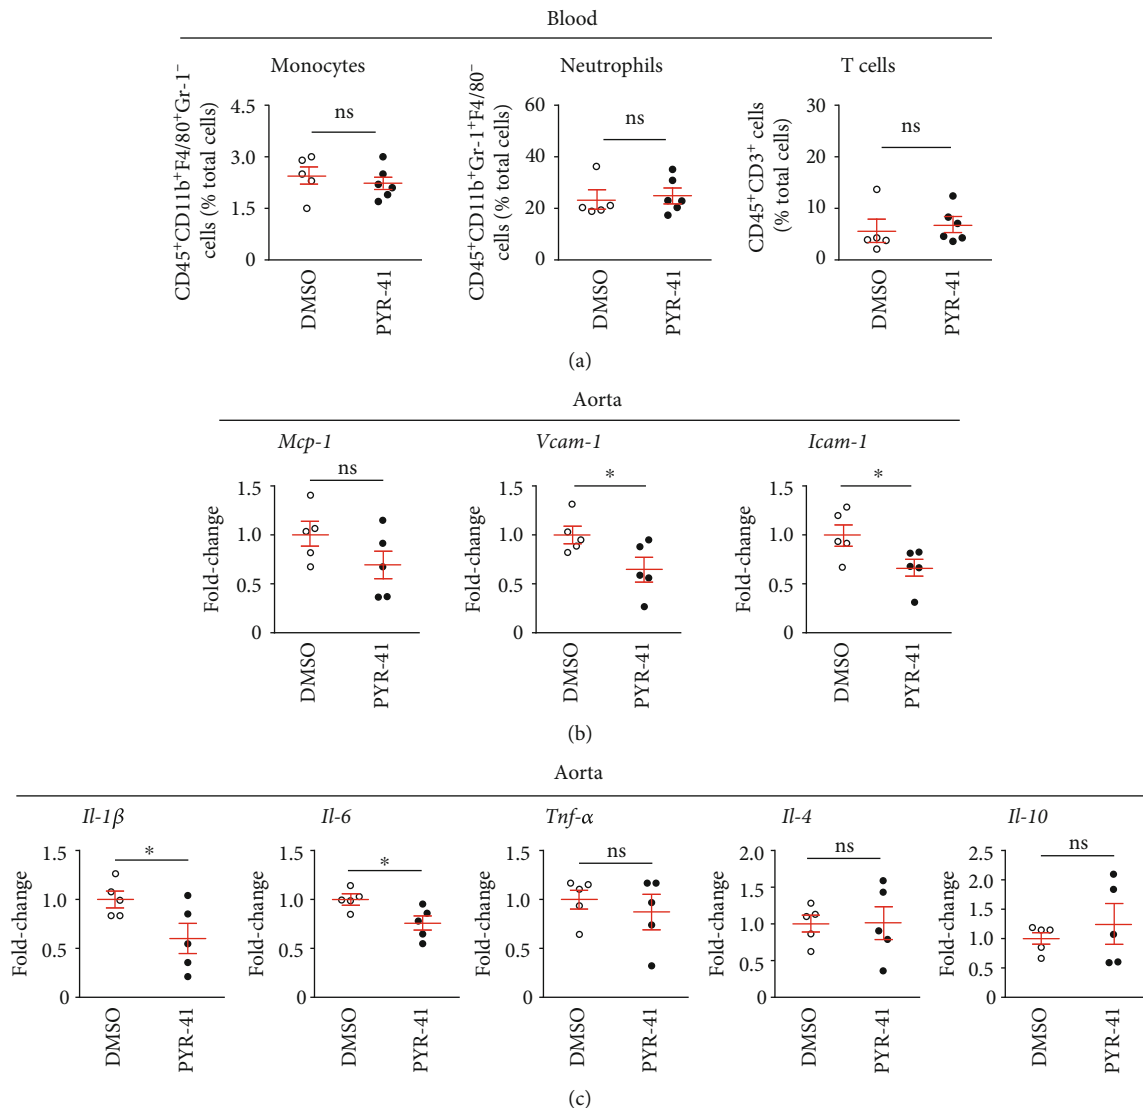 Blood
Monocytes
CD45⁺CD11b⁺F4/80⁺Gr-1⁻
cells (% total cells)
4.5
3.0
1.5
0
ns
DMSO
PYR-41
Neutrophils
CD45⁺CD11b⁺Gr-1⁺F4/80⁻
cells (% total cells)
60
40
20
0
ns
DMSO
PYR-41
T cells
CD45⁺CD3⁺ cells
(% total cells)
30
20
10
0
ns
DMSO
PYR-41
(a)
Aorta
Mcp-1
Fold-change
1.5
1.0
0.5
0
ns
DMSO
PYR-41
Vcam-1
Fold-change
1.5
1.0
0.5
0
*
DMSO
PYR-41
Icam-1
Fold-change
1.5
1.0
0.5
0
*
DMSO
PYR-41
(b)
Aorta
Il-1β
Fold-change
1.5
1.0
0.5
0
*
DMSO
PYR-41
Il-6
Fold-change
1.5
1.0
0.5
0
*
DMSO
PYR-41
Tnf-α
Fold-change
1.5
1.0
0.5
0
ns
DMSO
PYR-41
Il-4
Fold-change
2.0
1.5
1.0
0.5
0
ns
DMSO
PYR-41
Il-10
Fold-change
2.5
2.0
1.5
1.0
0.5
0
ns
DMSO
PYR-41
(c)